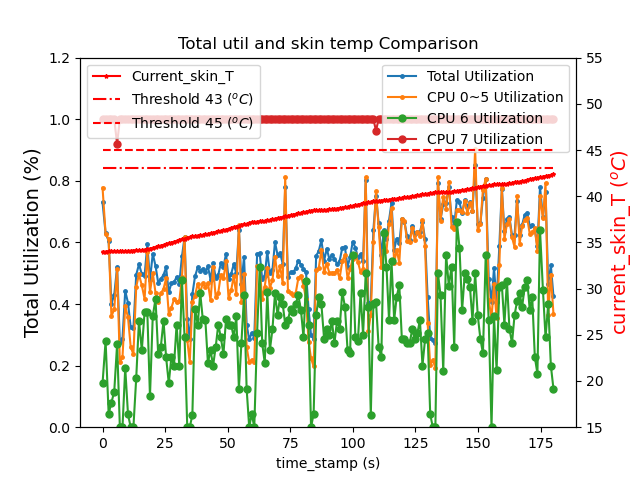 Total util and skin temp Comparison
Current_skin_T
Threshold 43 (°C)
Threshold 45 (°C)
Total Utilization
CPU 0~5 Utilization
CPU 6 Utilization
CPU 7 Utilization
Total Utilization (%)
1.2
1.0
0.8
0.6
0.4
0.2
0.0
55
50
45
40
35
30
25
20
15
current_skin_T (°C)
0 25 50 75 100 125 150 175
time_stamp (s)